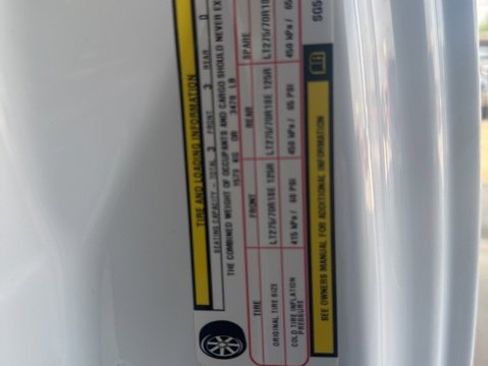 TIRE AND LOADING INFORMATION
SEATING CAPACITY - TOTAL 3 FRONT 3 REAR 0
THE COMBINED WEIGHT OF OCCUPANTS AND CARGO SHOULD NEVER EX
KG OR 3478 LB
TIRE FRONT REAR SPARE
ORIGINAL TIRE SIZE LT275/70R18E 125R LT275/70R18E 125R LT275/70R18
COLD TIRE INFLATION 415 kPa / 60 PSI 450 kPa / 65 PSI 450 kPa / 65
PRESSURE
SEE OWNERS MANUAL FOR ADDITIONAL INFORMATION